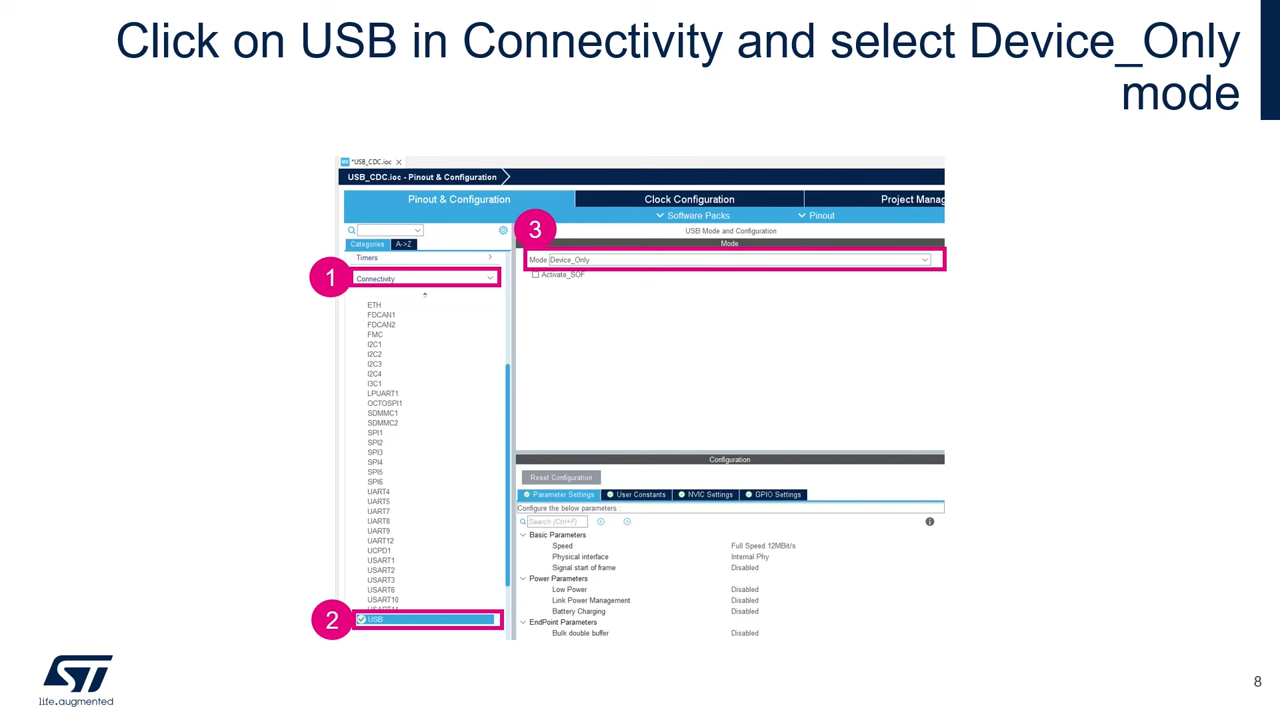 Click on USB in Connectivity and select Device_Only
mode
*USB_CDC.ioc
USB_CDC.ioc - Pinout & Configuration
Pinout & Configuration
Clock Configuration
Project Manag
Software Packs
Pinout
3
USB Mode and Configuration
Categories
A->Z
Mode
Timers
Mode Device_Only
1
Connectivity
Activate_SOF
ETH
FDCAN1
FDCAN2
FMC
I2C1
I2C2
I2C3
I2C4
I3C1
LPUART1
OCTOSPI1
SDMMC1
SDMMC2
SPI1
SPI2
SPI3
SPI4
SPI5
SPI6
UART4
UART5
UART7
UART8
UART9
UART12
UCPD1
USART1
USART2
USART3
USART6
USART10
USART11
2
USB
Configuration
Reset Configuration
Parameter Settings
User Constants
NVIC Settings
GPIO Settings
Configure the below parameters :
Search (Ctrl+F)
Basic Parameters
Speed Full Speed 12MBit/s
Physical interface Internal Phy
Signal start of frame Disabled
Power Parameters
Low Power Disabled
Link Power Management Disabled
Battery Charging Disabled
EndPoint Parameters
Bulk double buffer Disabled
ST
life.augmented
8